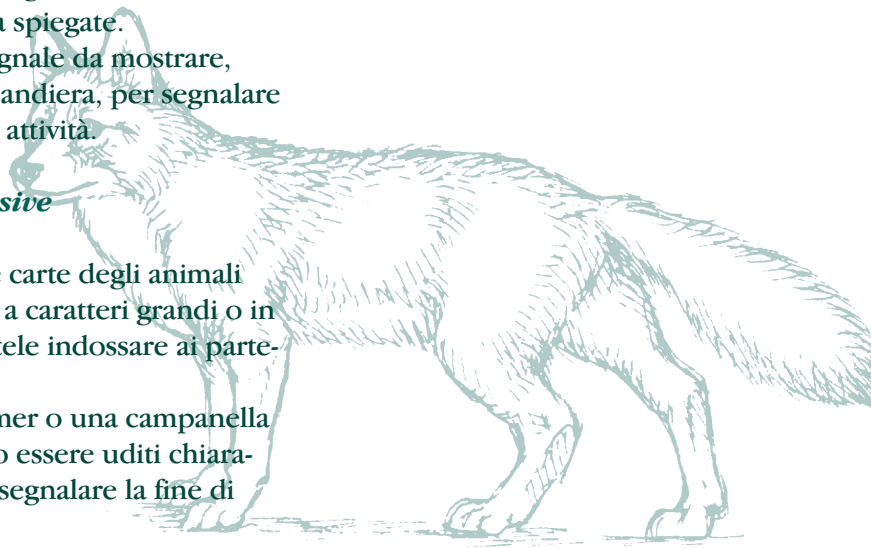 a spiegate.
gnale da mostrare,
andiera, per segnalare
attività.
sive
carte degli animali
a caratteri grandi o in
tele indossare ai parte-
mer o una campanella
o essere uditi chiara-
segnalare la fine di